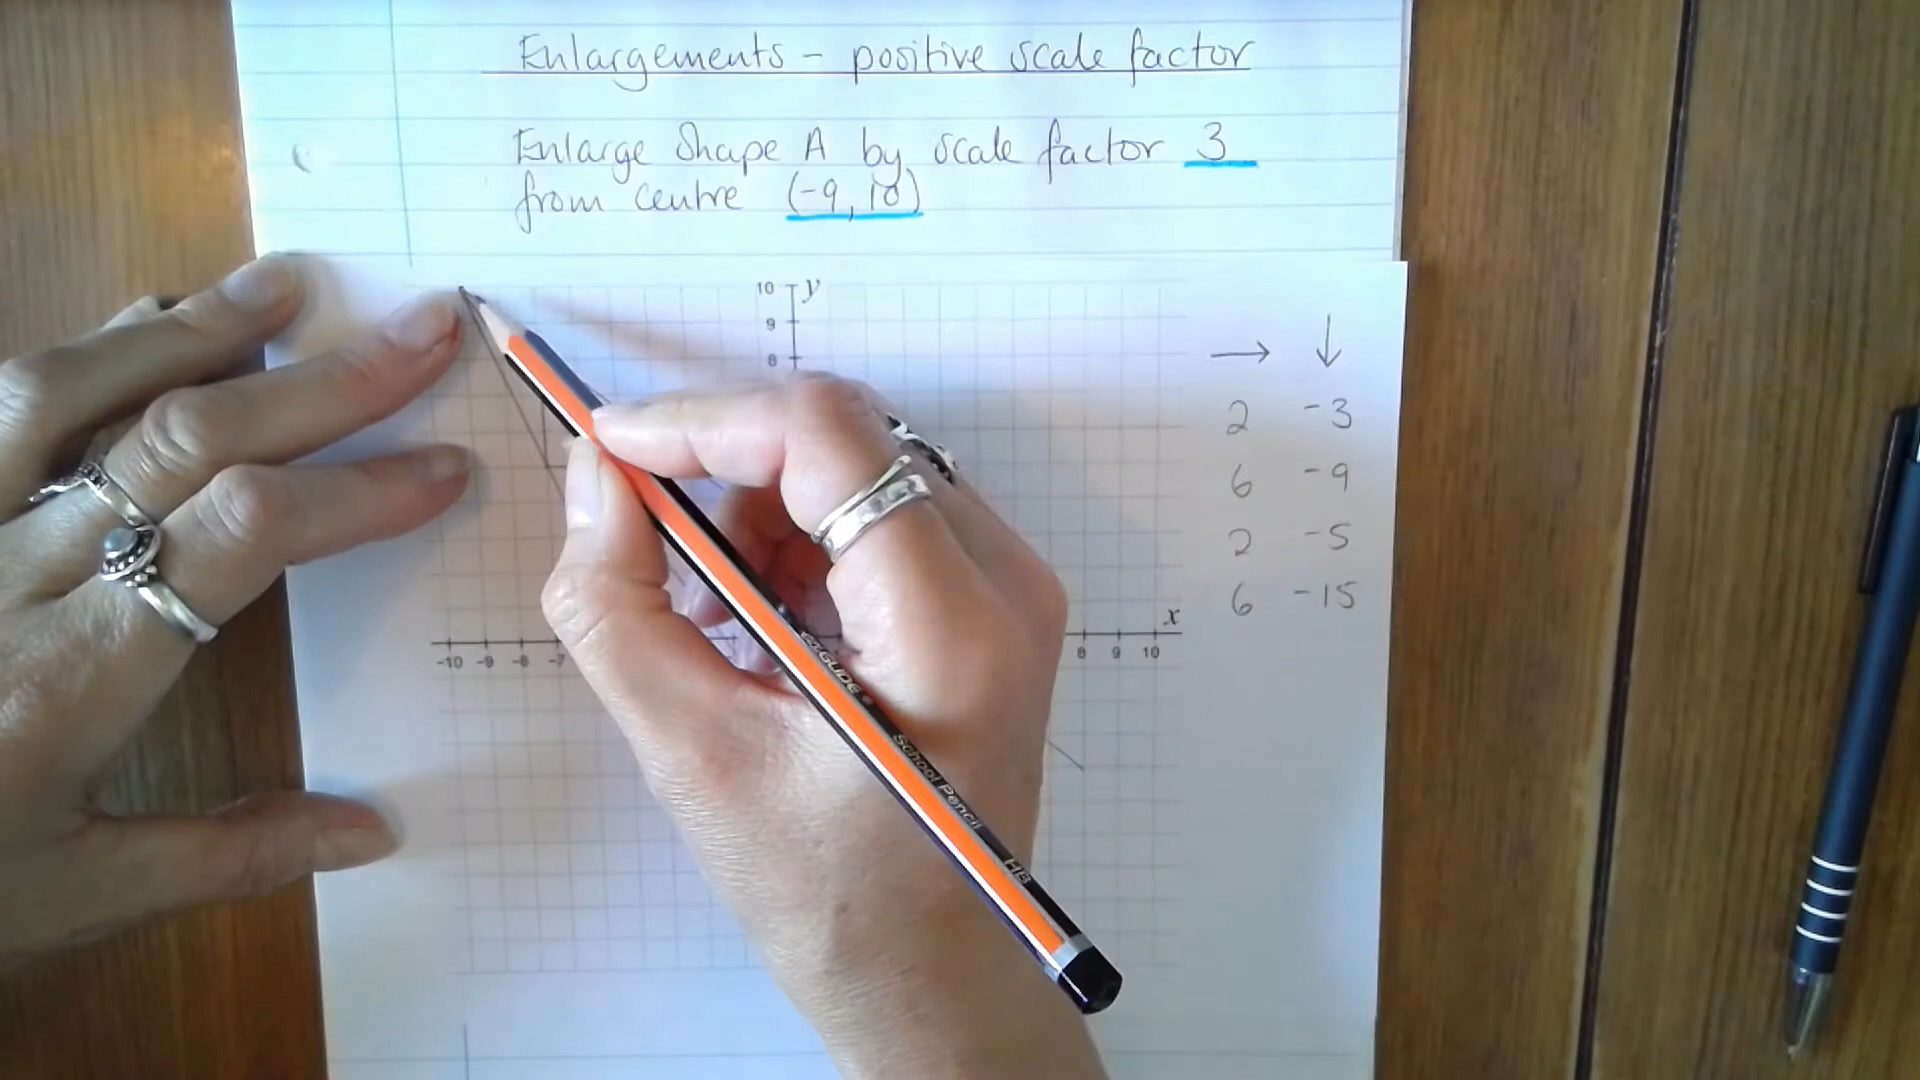 Enlargements - positive scale factor
Enlarge Shape A by scale factor 3
from centre (-9, 10)
10 y
9
8
→ ↓
2 -3
6 -9
2 -5
6 -15
x
-10 -9 -8 -7 8 9 10
School Pencil HB